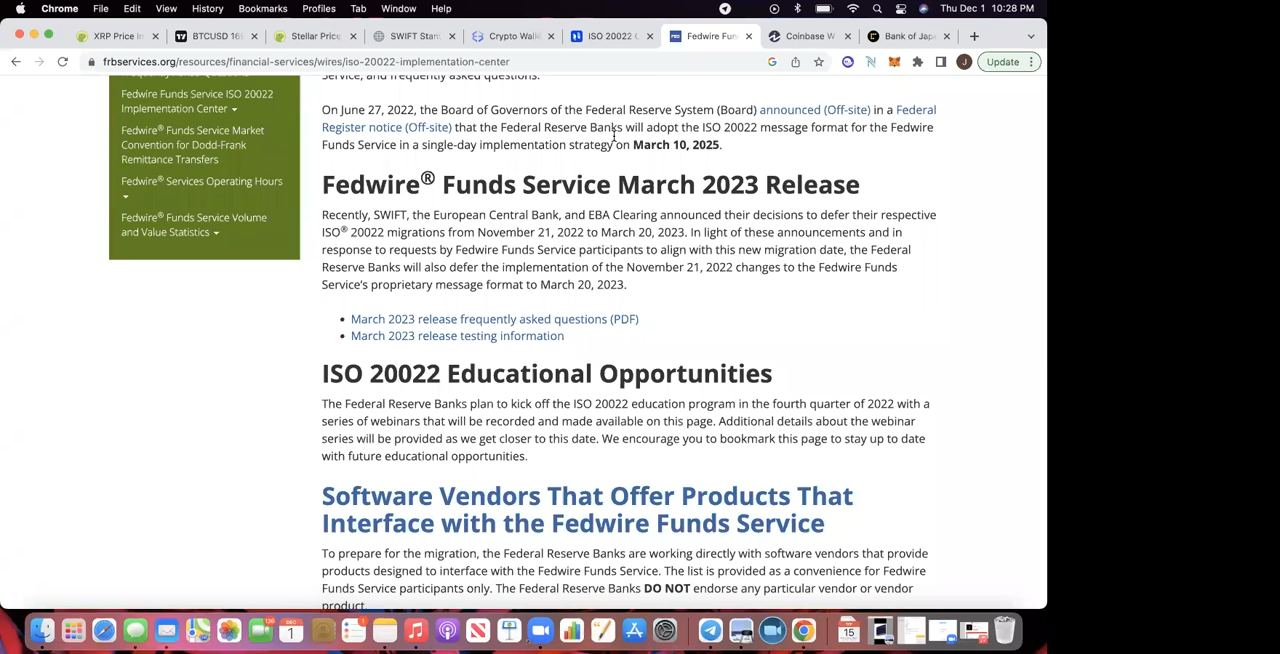 Chrome File Edit View History Bookmarks Profiles Tab Window Help Thu Dec 1 10:28 PM
XRP Price in BTCUSD Stellar Price SWIFT Stan Crypto Wall ISO 20022 Fedwire Fun Coinbase W Bank of Jap
frbservices.org/resources/financial-services/wires/iso-20022-implementation-center J Update
Service, and frequently asked questions.
Fedwire Funds Service ISO 20022
Implementation Center
Fedwire® Funds Service Market
Convention for Dodd-Frank
Remittance Transfers
Fedwire® Services Operating Hours
Fedwire® Funds Service Volume
and Value Statistics
On June 27, 2022, the Board of Governors of the Federal Reserve System (Board) announced (Off-site) in a Federal
Register notice (Off-site) that the Federal Reserve Banks will adopt the ISO 20022 message format for the Fedwire
Funds Service in a single-day implementation strategy on March 10, 2025.
Fedwire® Funds Service March 2023 Release
Recently, SWIFT, the European Central Bank, and EBA Clearing announced their decisions to defer their respective
ISO® 20022 migrations from November 21, 2022 to March 20, 2023. In light of these announcements and in
response to requests by Fedwire Funds Service participants to align with this new migration date, the Federal
Reserve Banks will also defer the implementation of the November 21, 2022 changes to the Fedwire Funds
Service's proprietary message format to March 20, 2023.
• March 2023 release frequently asked questions (PDF)
• March 2023 release testing information
ISO 20022 Educational Opportunities
The Federal Reserve Banks plan to kick off the ISO 20022 education program in the fourth quarter of 2022 with a
series of webinars that will be recorded and made available on this page. Additional details about the webinar
series will be provided as we get closer to this date. We encourage you to bookmark this page to stay up to date
with future educational opportunities.
Software Vendors That Offer Products That
Interface with the Fedwire Funds Service
To prepare for the migration, the Federal Reserve Banks are working directly with software vendors that provide
products designed to interface with the Fedwire Funds Service. The list is provided as a convenience for Fedwire
Funds Service participants only. The Federal Reserve Banks DO NOT endorse any particular vendor or vendor
product.
DEC
1
15